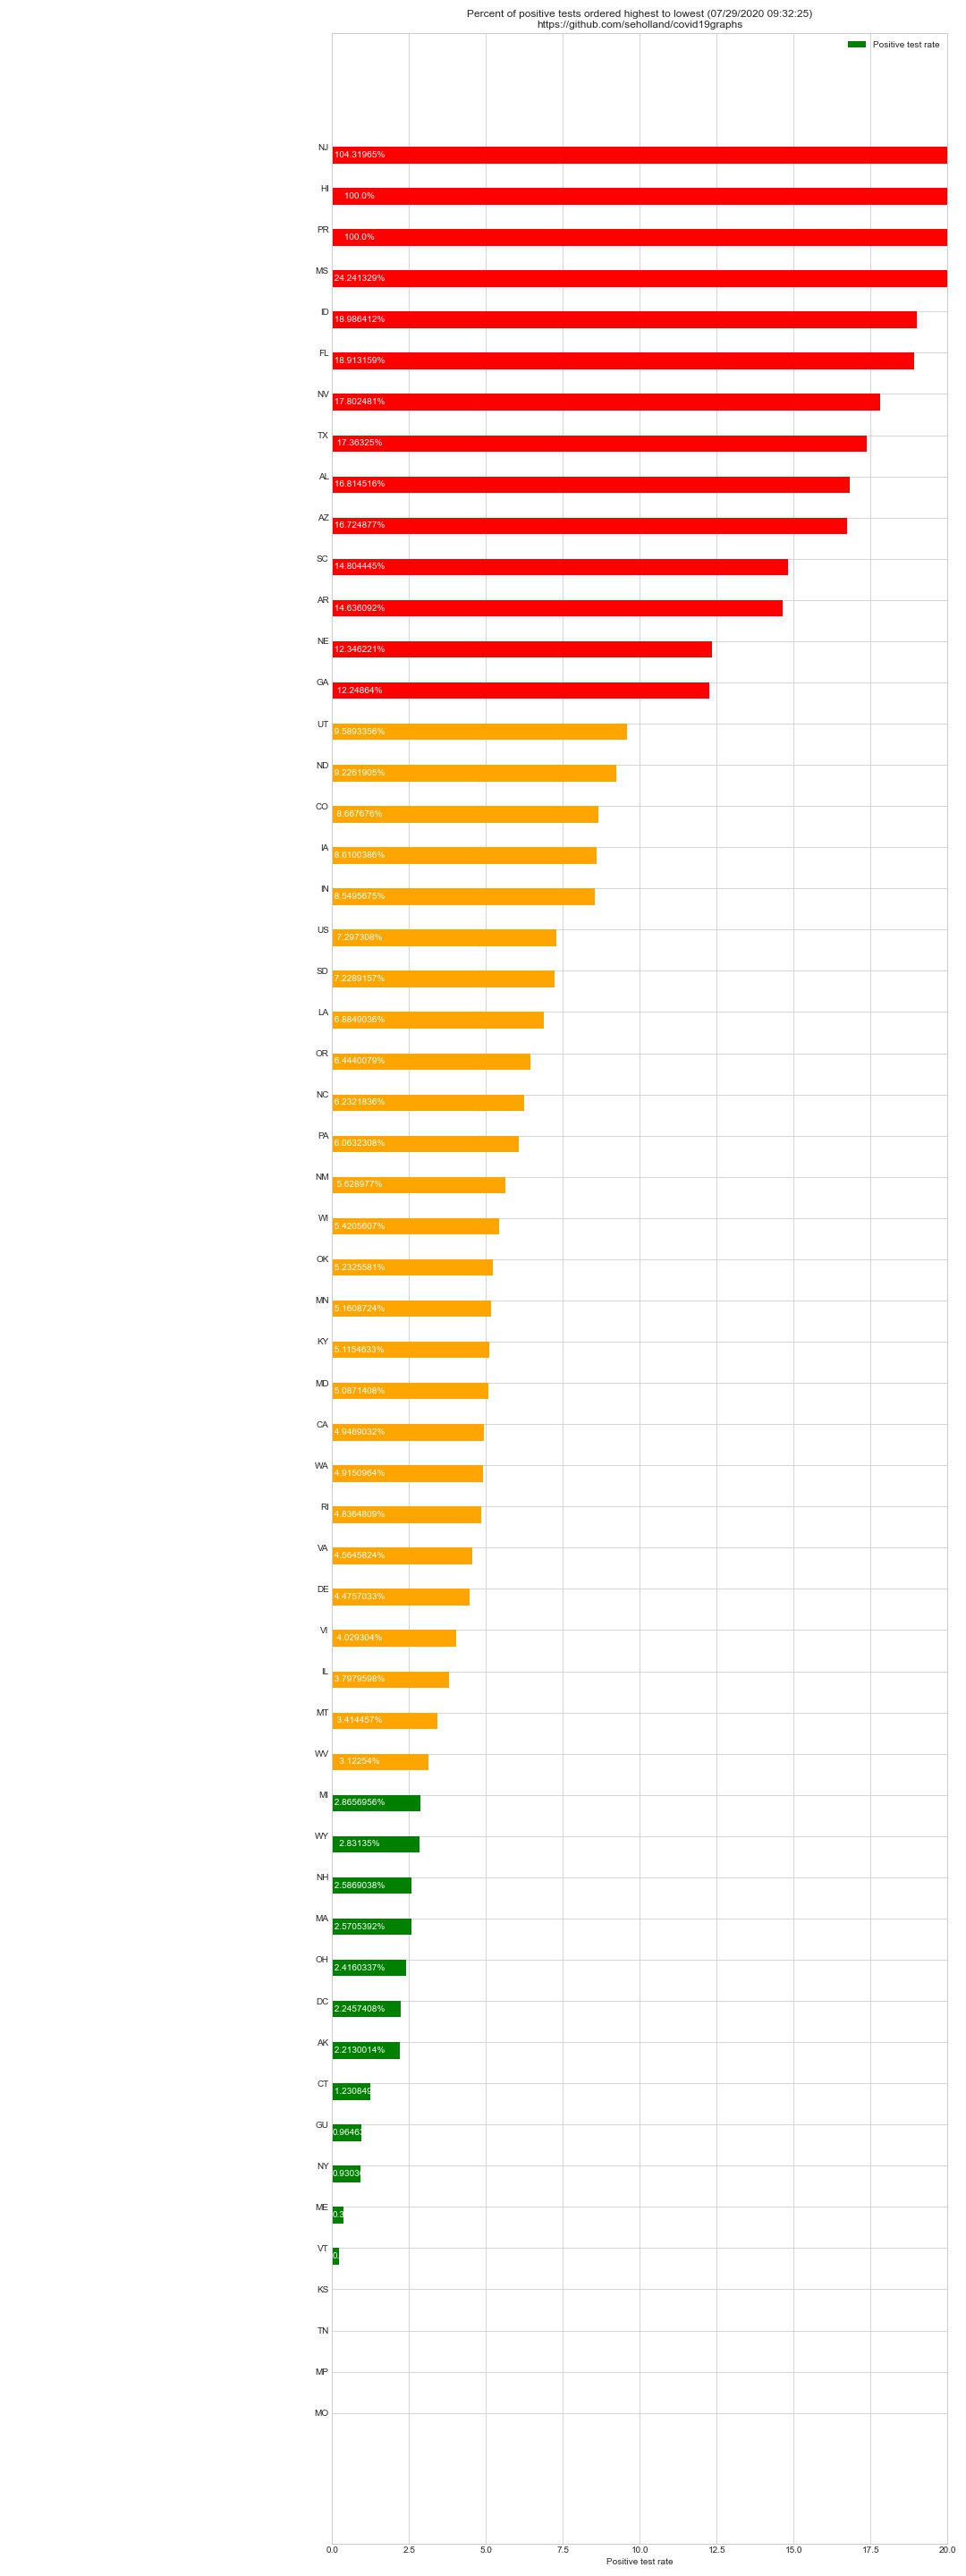 Percent of positive tests ordered highest to lowest (07/29/2020 09:32:25)
https://github.com/seholland/covid19graphs
Positive test rate
NJ 104.31965%
HI 100.0%
PR 100.0%
MS 24.241329%
ID 18.986412%
FL 18.913159%
NV 17.802481%
TX 17.36325%
AL 16.814516%
AZ 16.724877%
SC 14.804445%
AR 14.636092%
NE 12.346221%
GA 12.24864%
UT 9.5893356%
ND 9.2261905%
CO 8.667676%
IA 8.6100386%
IN 8.5495675%
US 7.297308%
SD 7.2289157%
LA 6.8849036%
OR 6.4440079%
NC 6.2321836%
PA 6.0632308%
NM 5.628977%
WI 5.4205607%
OK 5.2325581%
MN 5.1608724%
KY 5.1154633%
MD 5.0871408%
CA 4.9469032%
WA 4.9150964%
RI 4.8364809%
VA 4.5645824%
DE 4.4757033%
VI 4.029304%
IL 3.7979598%
MT 3.414457%
WV 3.12254%
MI 2.8656956%
WY 2.83135%
NH 2.5869038%
MA 2.5705392%
OH 2.4160337%
DC 2.2457408%
AK 2.2130014%
CT 1.230849
GU 0.9646
NY 0.9303
ME 0.3
VT 0.
KS
TN
MP
MO
0.0 2.5 5.0 7.5 10.0 12.5 15.0 17.5 20.0
Positive test rate